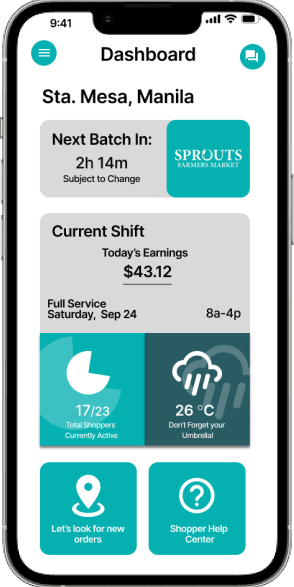 9:41
Dashboard
Sta. Mesa, Manila
Next Batch In:
2h 14m
Subject to Change
SPROUTS
FARMERS MARKET
Current Shift
Today's Earnings
$43.12
Full Service
Saturday, Sep 24
8a-4p
17/23
Total Shoppers
Currently Active
26 °C
Don't Forget your
Umbrella!
Let's look for new
orders
Shopper Help
Center